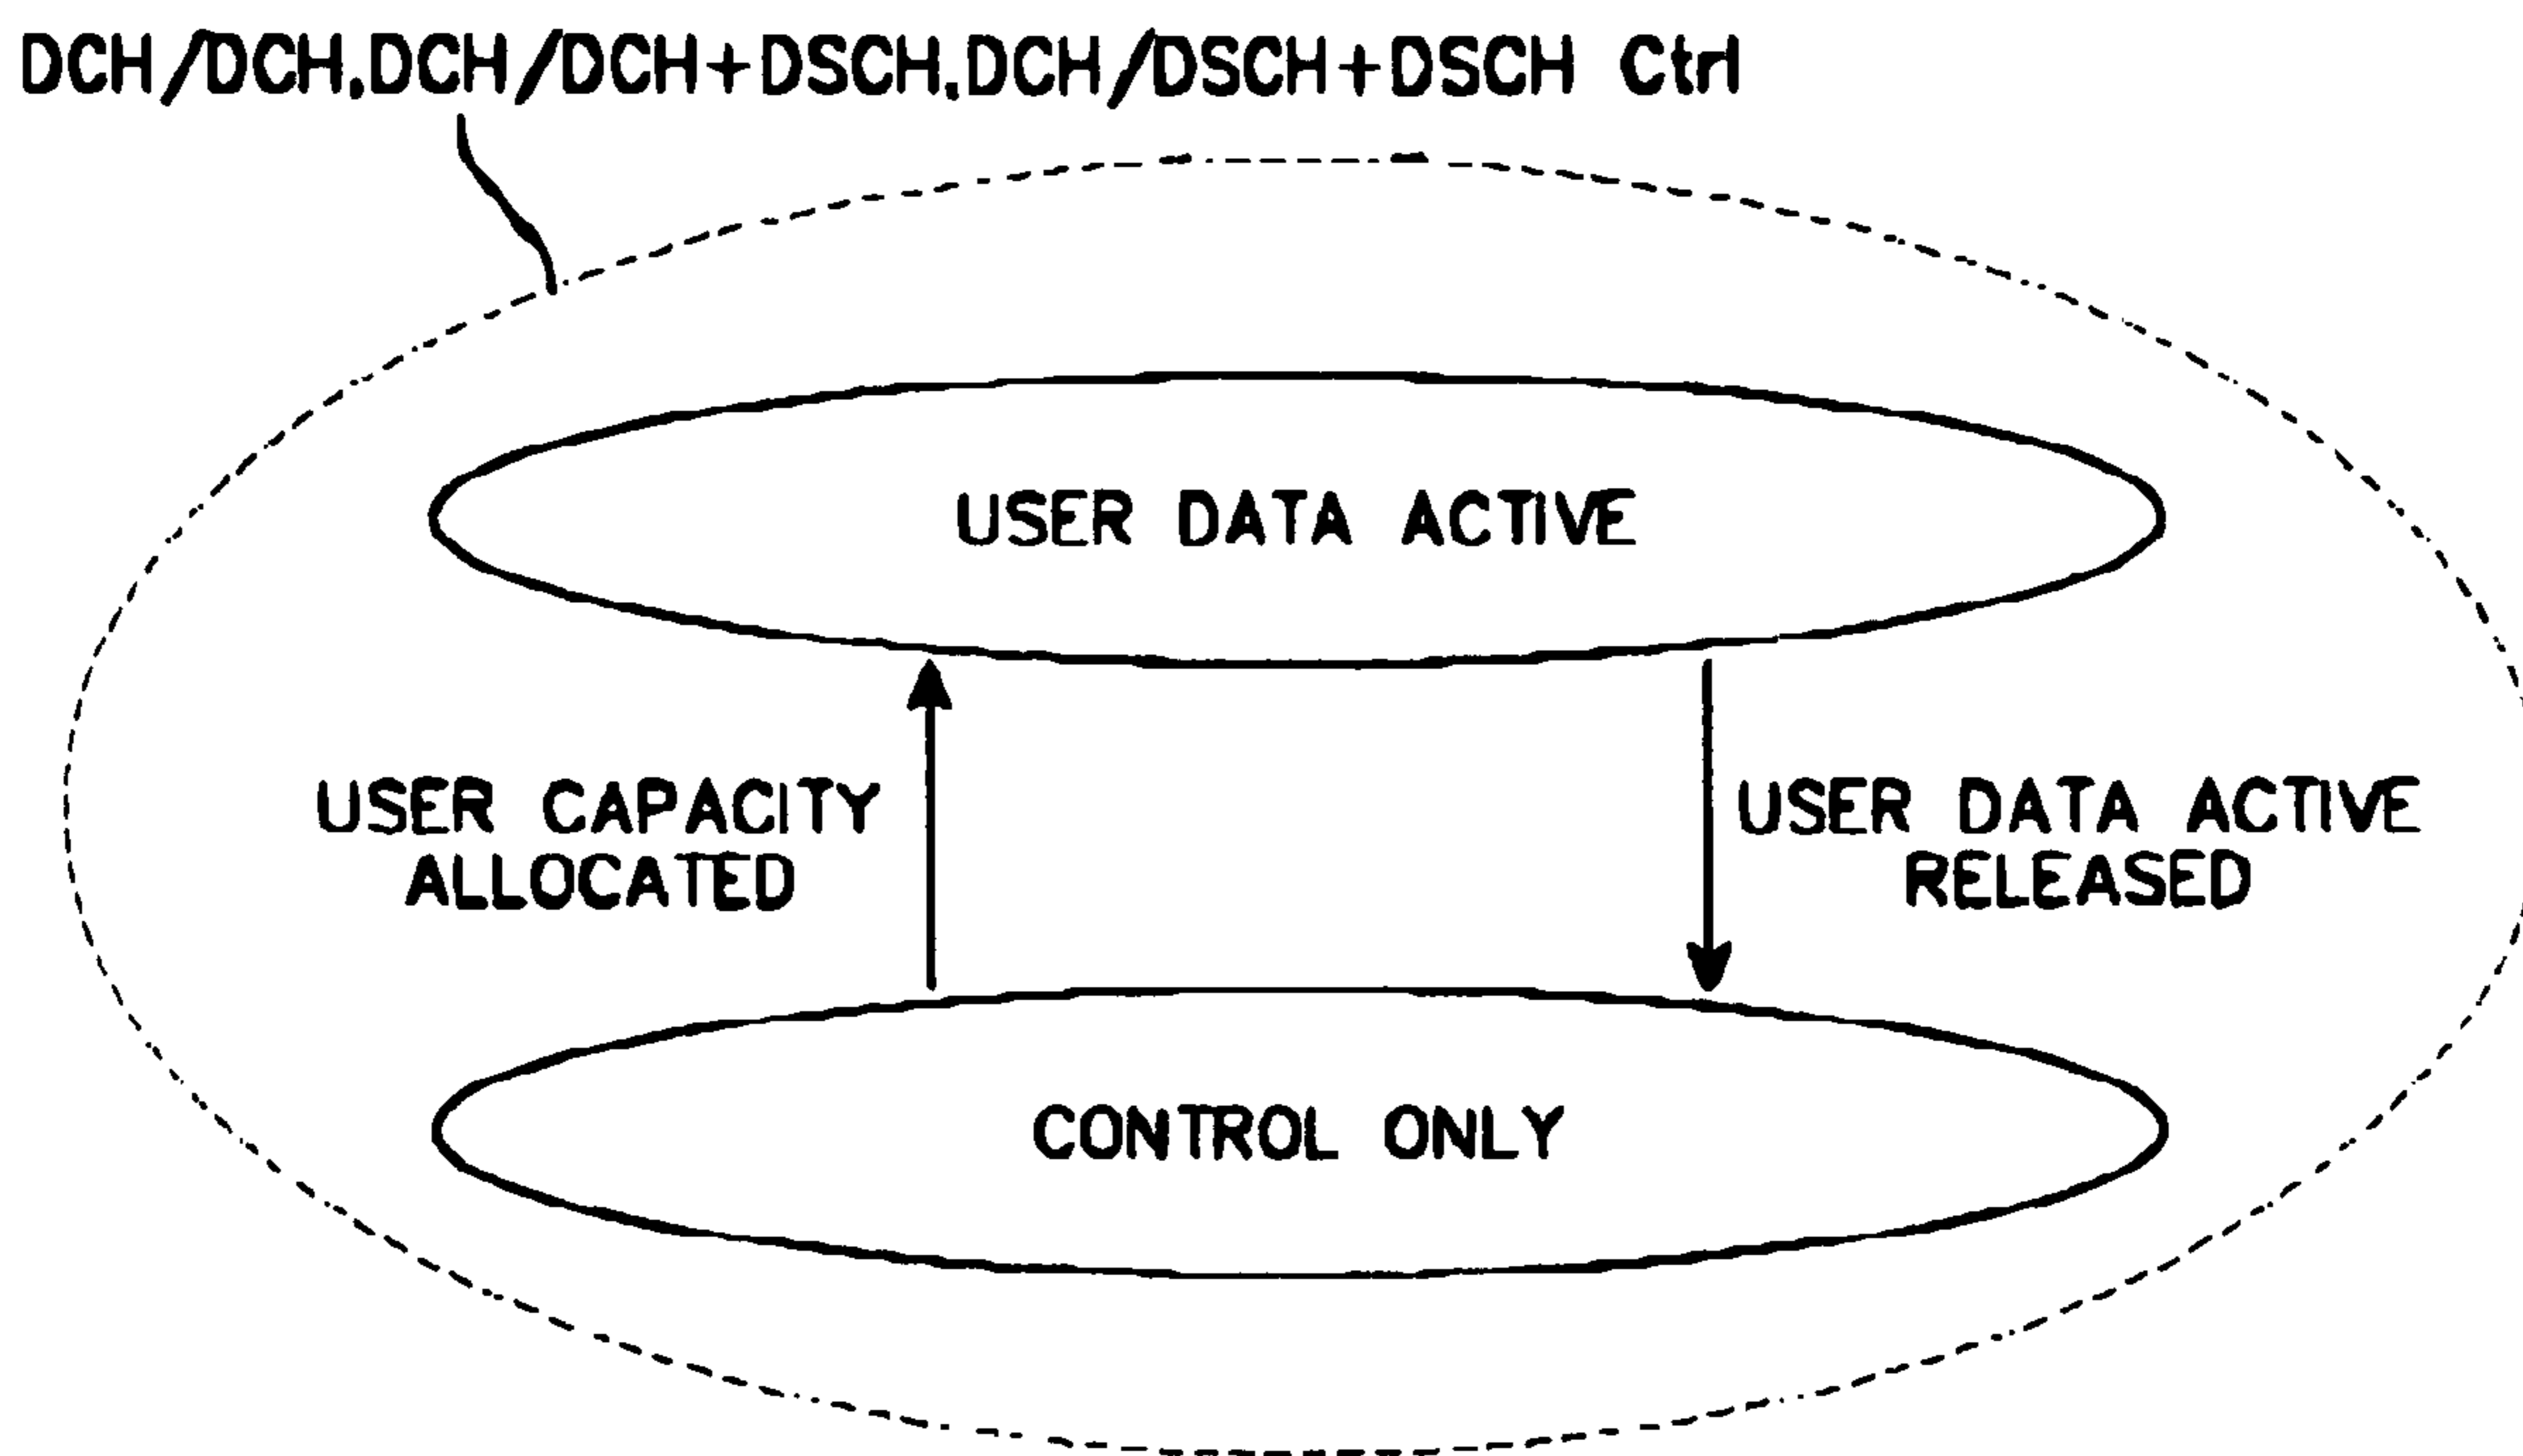 DCH/DCH,DCH/DCH+DSCH,DCH/DSCH+DSCH Ctrl
USER DATA ACTIVE
USER CAPACITY
ALLOCATED
USER DATA ACTIVE
RELEASED
CONTROL ONLY